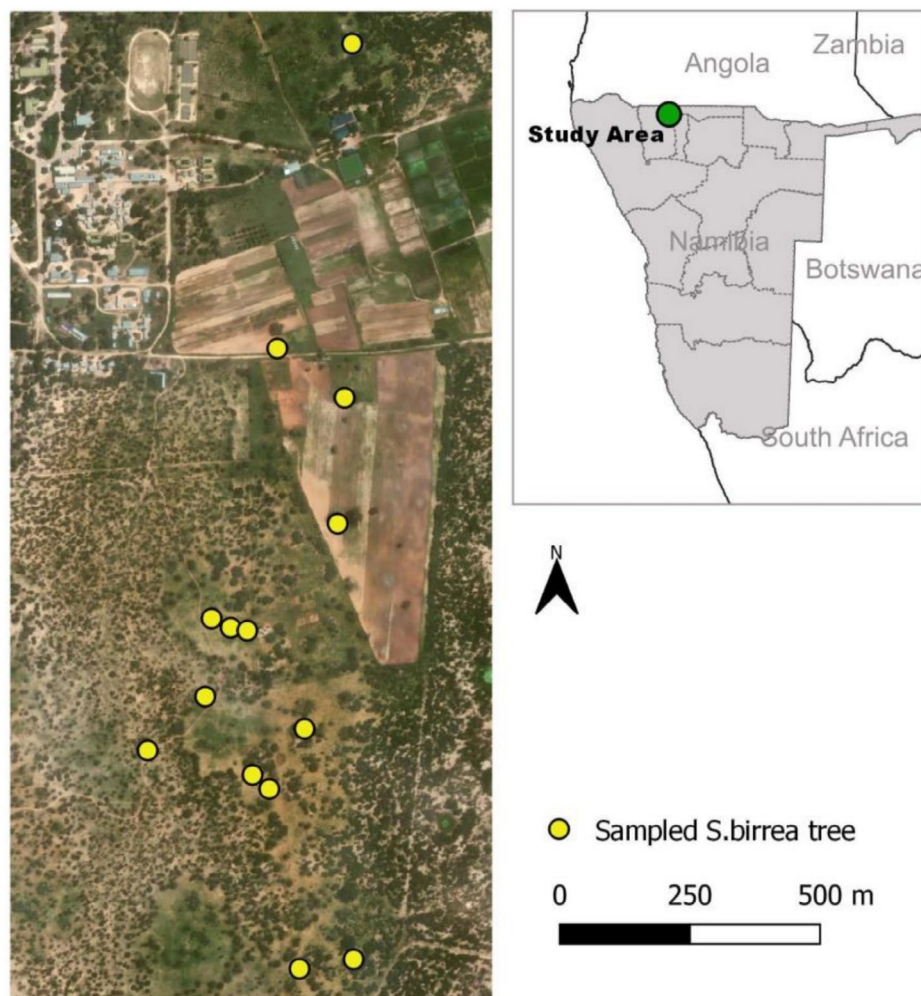 Zambia
Angola
Study Area
Namibia
Botswana
South Africa
N
Sampled S.birrea tree
0 250 500 m